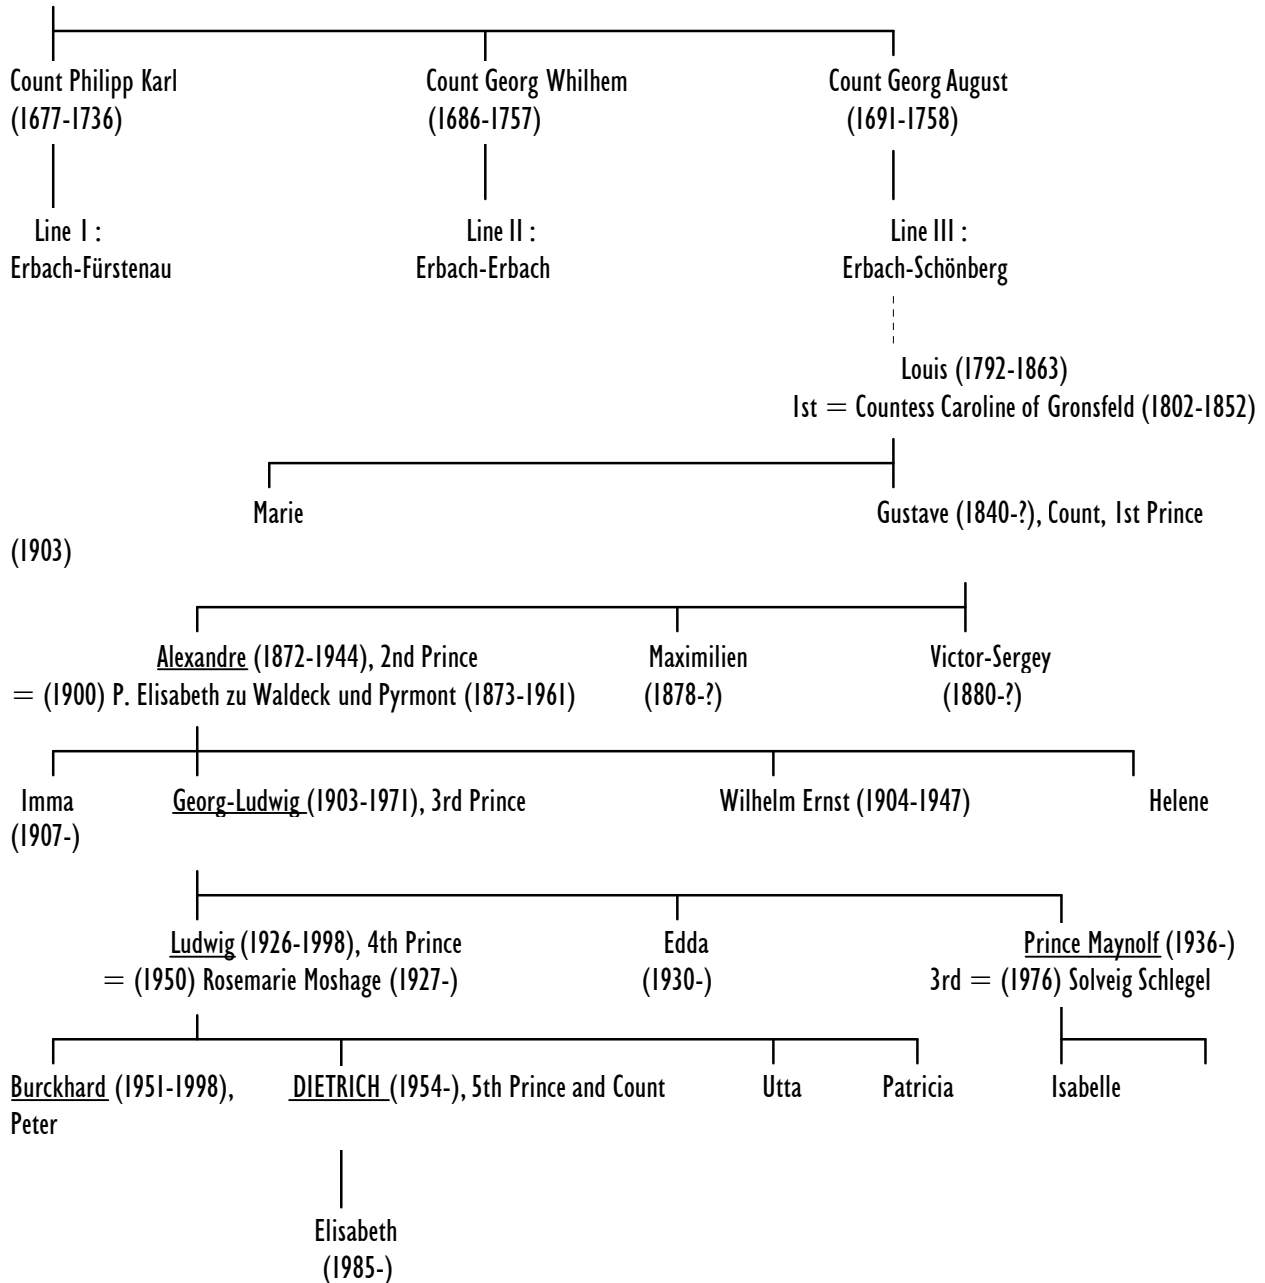 Count Philipp Karl Count Georg Whilhem Count Georg August
(1677-1736) (1686-1757) (1691-1758)
Line I : Line II : Line III :
Erbach-Fürstenau Erbach-Erbach Erbach-Schönberg
Louis (1792-1863)
1st = Countess Caroline of Gronsfeld (1802-1852)
Marie Gustave (1840-?), Count, 1st Prince
(1903)
Alexandre (1872-1944), 2nd Prince Maximilien Victor-Sergey
= (1900) P. Elisabeth zu Waldeck und Pyrmont (1873-1961) (1878-?) (1880-?)
Imma Georg-Ludwig (1903-1971), 3rd Prince Wilhelm Ernst (1904-1947) Helene
(1907-)
Ludwig (1926-1998), 4th Prince Edda Prince Maynolf (1936-)
= (1950) Rosemarie Moshage (1927-) (1930-) 3rd = (1976) Solveig Schlegel
Burckhard (1951-1998), DIETRICH (1954-), 5th Prince and Count Utta Patricia Isabelle
Peter
Elisabeth
(1985-)